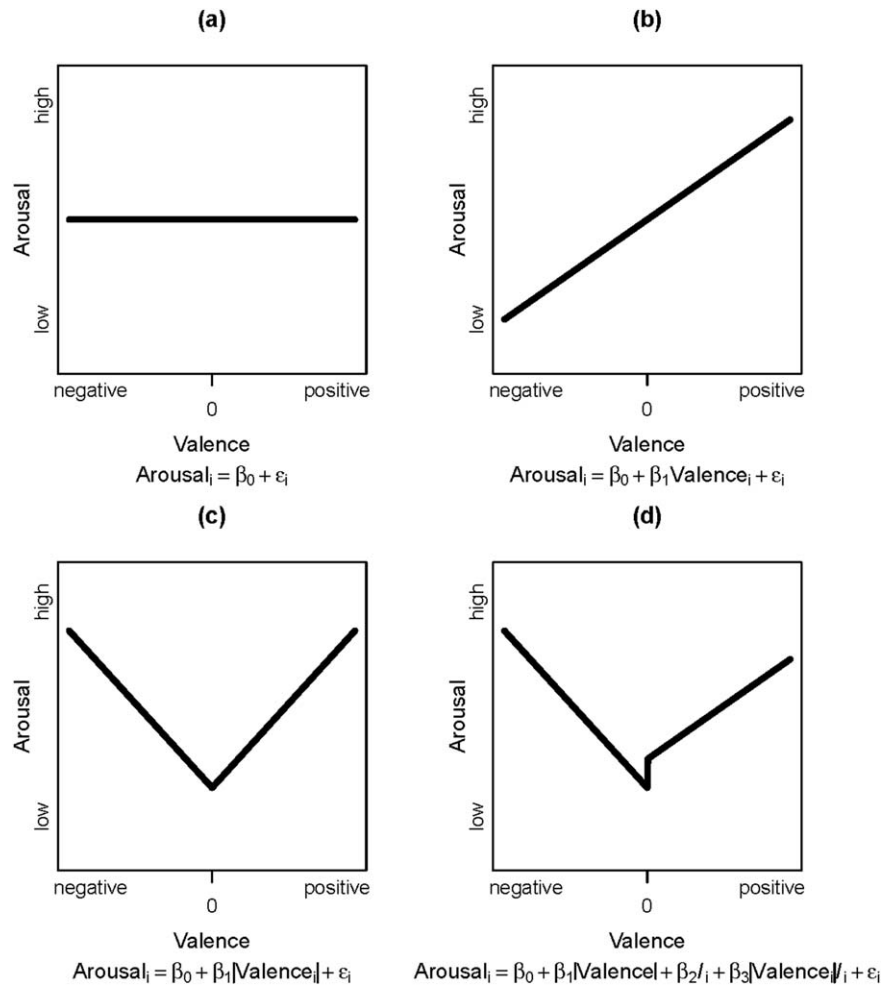 (a)
(b)
high
Arousal
low
negative
0
positive
Valence
Arousalᵢ = β₀ + εᵢ
high
Arousal
low
negative
0
positive
Valence
Arousalᵢ = β₀ + β₁Valenceᵢ + εᵢ
(c)
(d)
high
Arousal
low
negative
0
positive
Valence
Arousalᵢ = β₀ + β₁|Valenceᵢ| + εᵢ
high
Arousal
low
negative
0
positive
Valence
Arousalᵢ = β₀ + β₁|Valence| + β₂Iᵢ + β₃|Valenceᵢ|Iᵢ + εᵢ